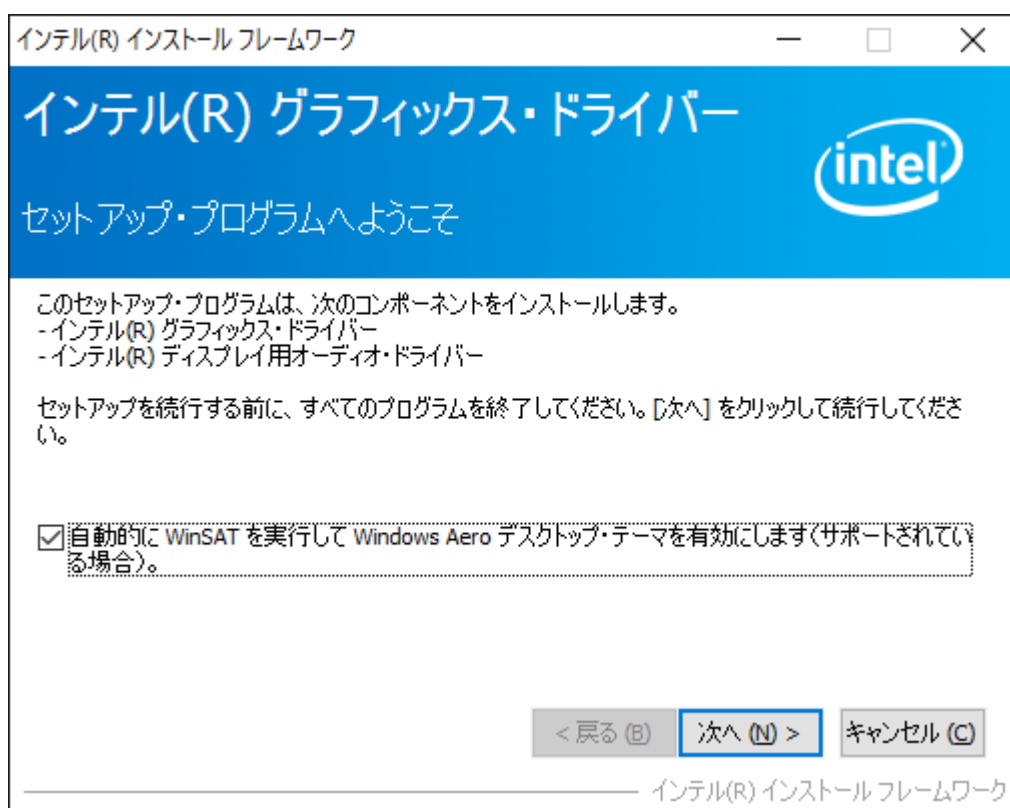 インテル(R) インストール フレームワーク
インテル(R) グラフィックス・ドライバー
intel
セットアップ・プログラムへようこそ
このセットアップ・プログラムは、次のコンポーネントをインストールします。
- インテル(R) グラフィックス・ドライバー
- インテル(R) ディスプレイ用オーディオ・ドライバー
セットアップを続行する前に、すべてのプログラムを終了してください。[次へ] をクリックして続行してくださ
い。
自動的に WinSAT を実行して Windows Aero デスクトップ・テーマを有効にします(サポートされてい
る場合)。
< 戻る (B)
次へ (N) >
キャンセル (C)
インテル(R) インストール フレームワーク